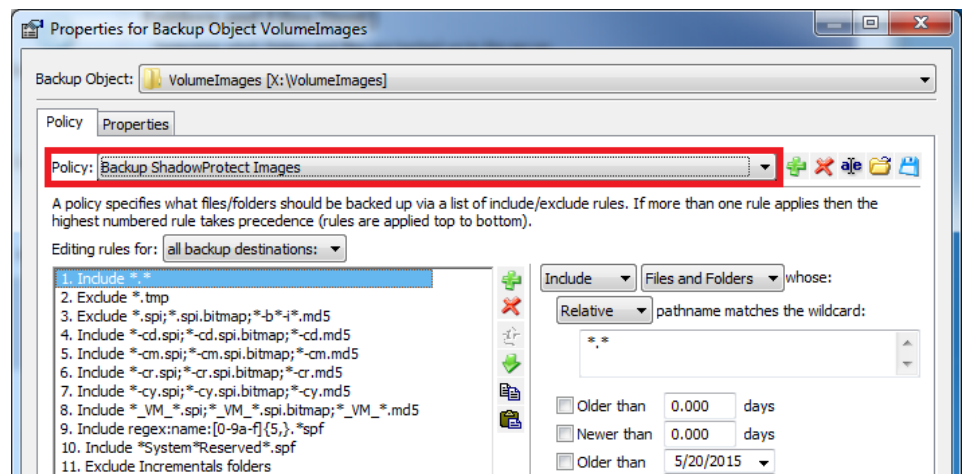 Properties for Backup Object VolumeImages
Backup Object: VolumeImages [X:\VolumeImages]
Policy Properties
Policy: Backup ShadowProtect Images
A policy specifies what files/folders should be backed up via a list of include/exclude rules. If more than one rule applies then the
highest numbered rule takes precedence (rules are applied top to bottom).
Editing rules for: all backup destinations:
1. Include *.*
2. Exclude *.tmp
3. Exclude *.spi;*.spi.bitmap;*-b*-i*.md5
4. Include *-cd.spi;*-cd.spi.bitmap;*-cd.md5
5. Include *-cm.spi;*-cm.spi.bitmap;*-cm.md5
6. Include *-cr.spi;*-cr.spi.bitmap;*-cr.md5
7. Include *-cy.spi;*-cy.spi.bitmap;*-cy.md5
8. Include *_VM_*.spi;*_VM_*.spi.bitmap;*_VM_*.md5
9. Include regex:name:[0-9a-f]{5,}.*spf
10. Include *System*Reserved*.spf
11. Exclude Incrementals folders
Include Files and Folders whose:
Relative pathname matches the wildcard:
*.*
Older than 0.000 days
Newer than 0.000 days
Older than 5/20/2015